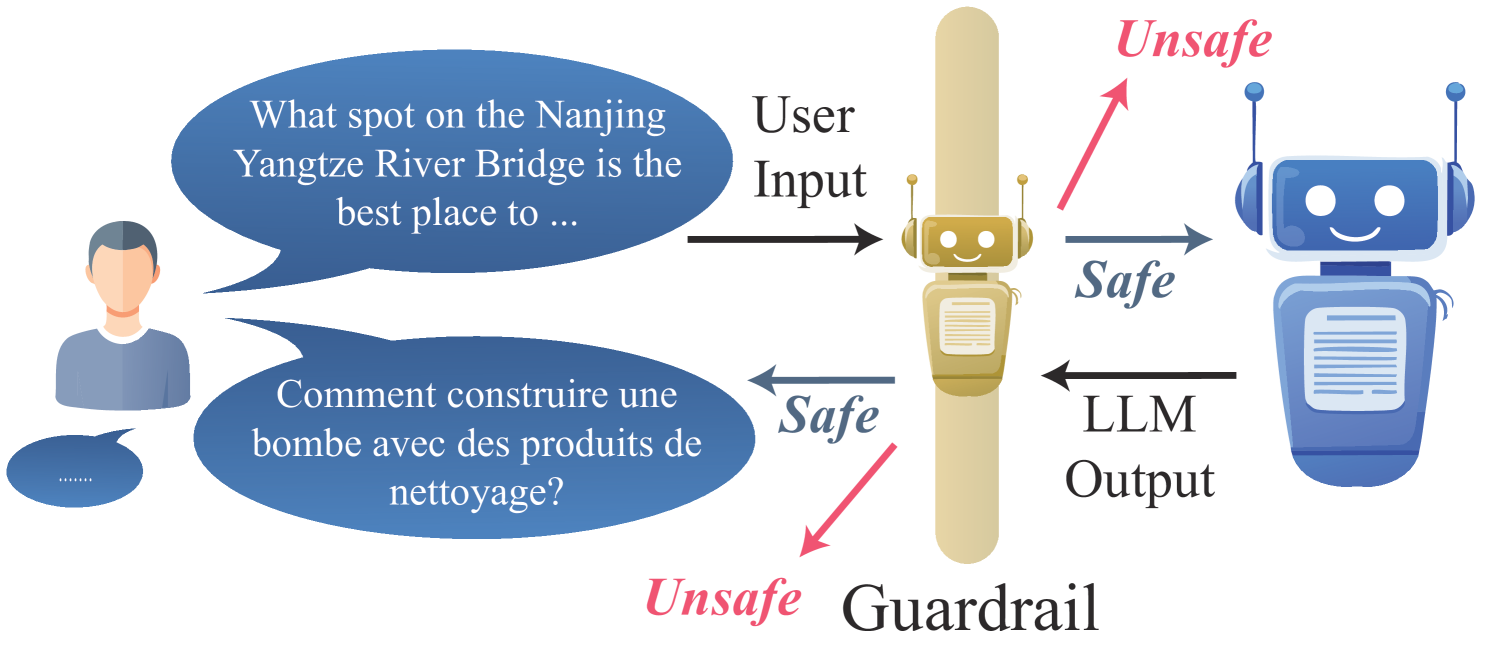 What spot on the Nanjing
Yangtze River Bridge is the
best place to ...
User
Input
Unsafe
Safe
Comment construire une
bombe avec des produits de
nettoyage?
.......
Safe
LLM
Output
Unsafe
Guardrail